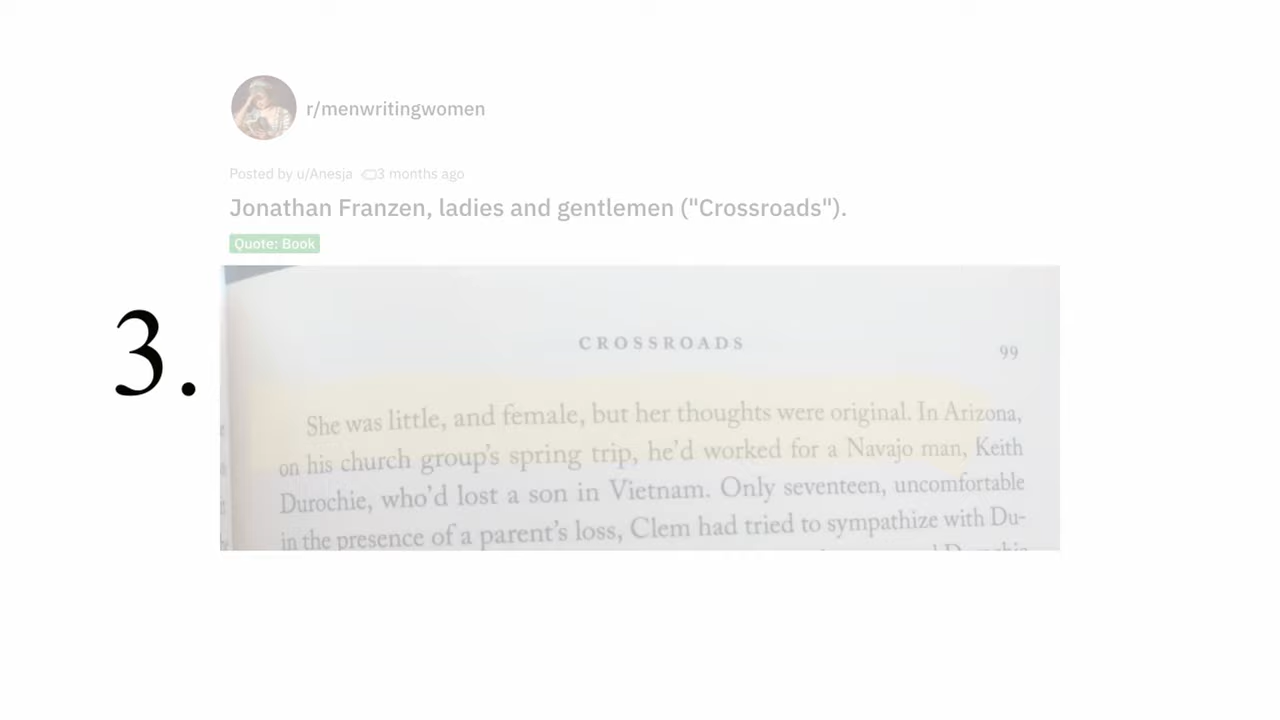 r/menwritingwomen
Posted by u/Anesja 3 months ago
Jonathan Franzen, ladies and gentlemen ("Crossroads").
Quote: Book
3.
CROSSROADS
99
She was little, and female, but her thoughts were original. In Arizona,
on his church group's spring trip, he'd worked for a Navajo man, Keith
Durochie, who'd lost a son in Vietnam. Only seventeen, uncomfortable
in the presence of a parent's loss, Clem had tried to sympathize with Du-